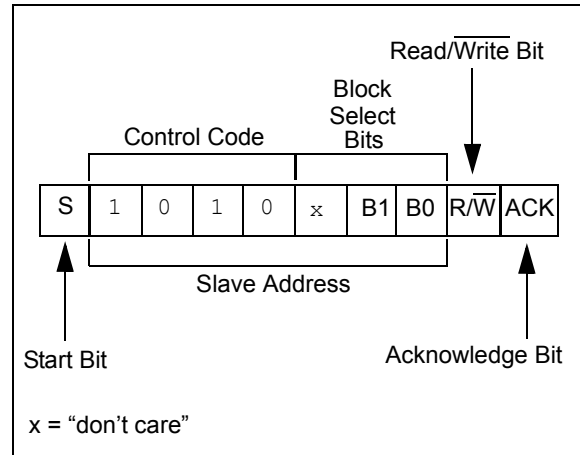 Read/Write Bit
Block
Select
Bits
Control Code
S 1 0 1 0 x B1 B0 R/W ACK
Slave Address
Start Bit
Acknowledge Bit
x = “don’t care”